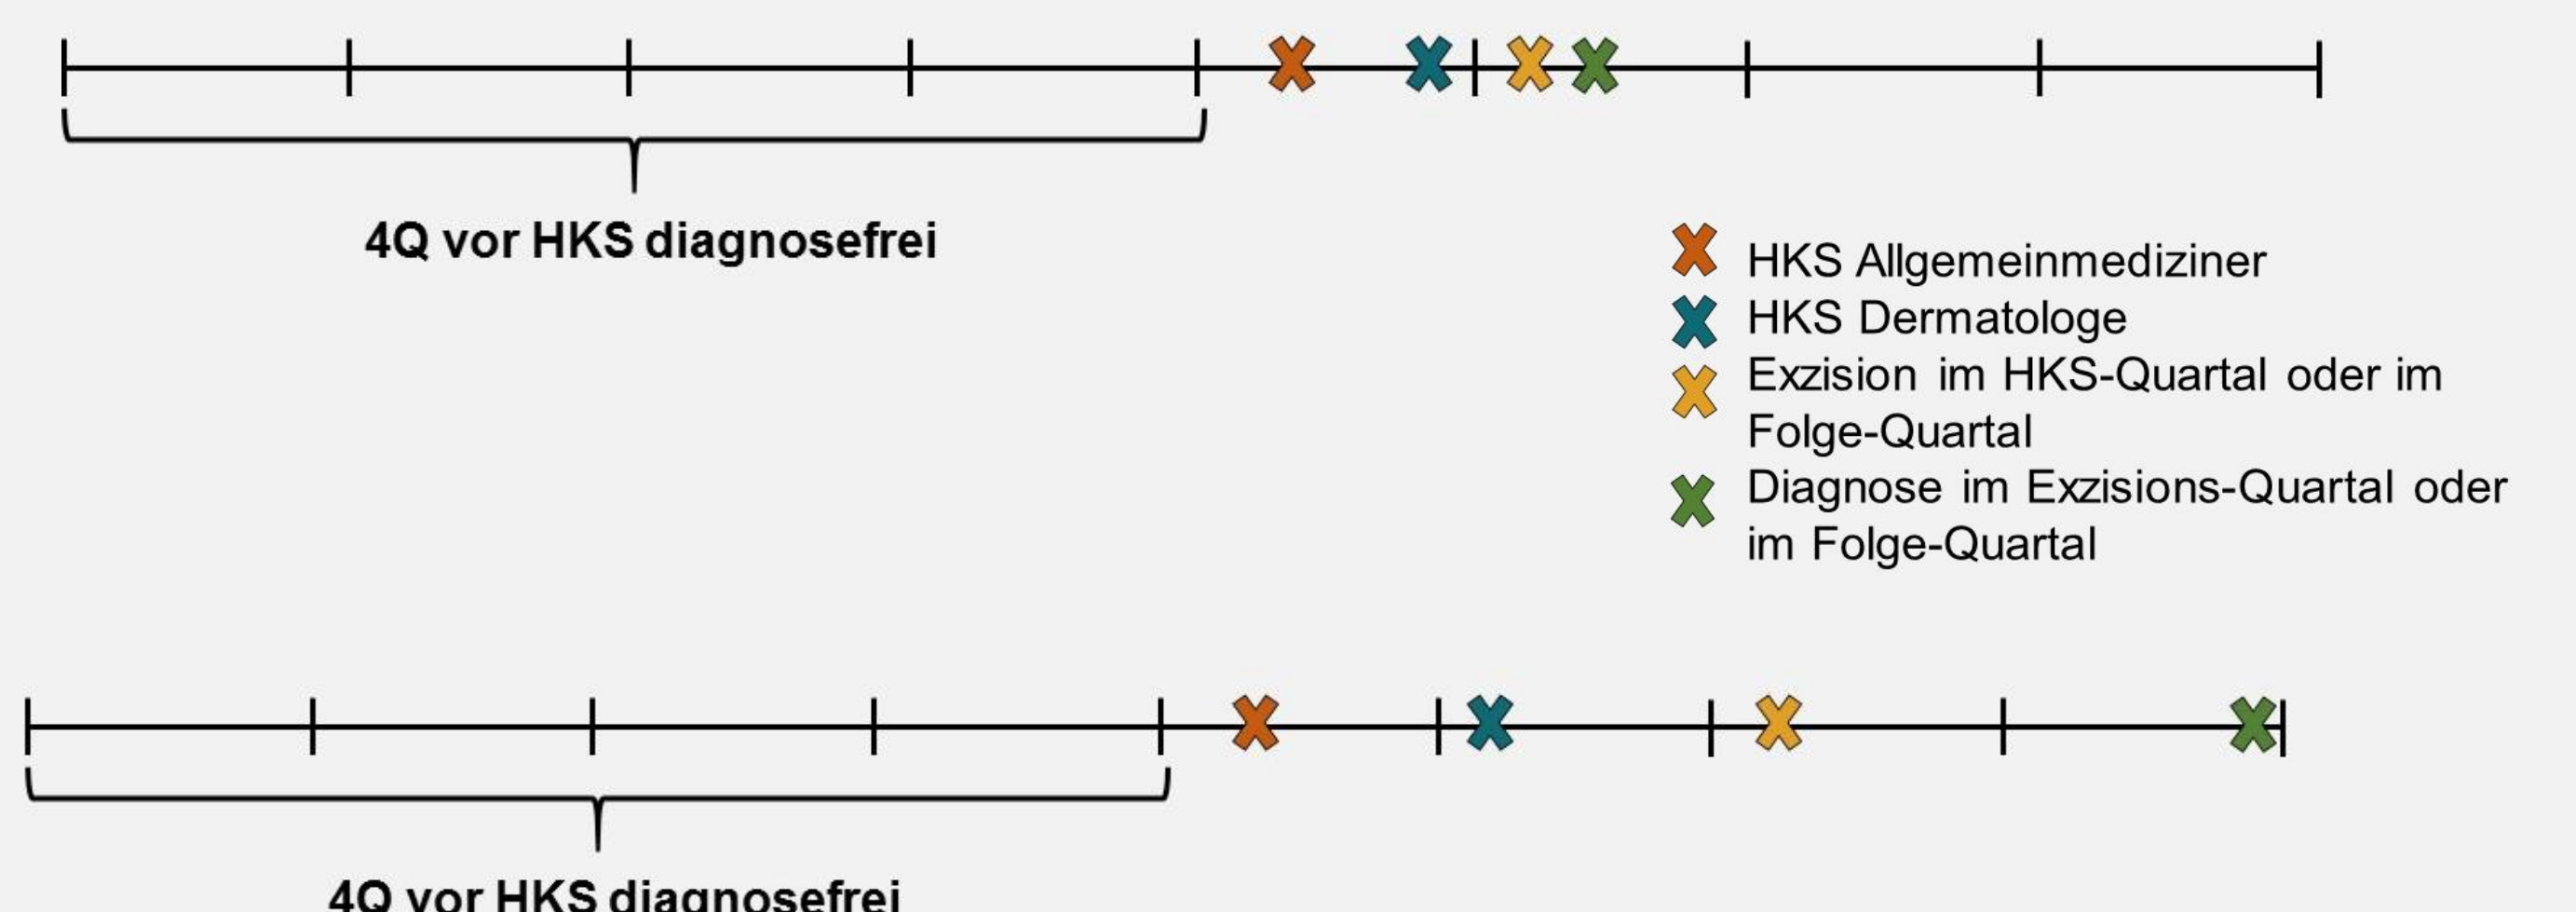 4Q vor HKS diagnosefrei
HKS Allgemeinmediziner
HKS Dermatologe
Exzision im HKS-Quartal oder im
Folge-Quartal
Diagnose im Exzisions-Quartal oder
im Folge-Quartal
4Q vor HKS diagnosefrei